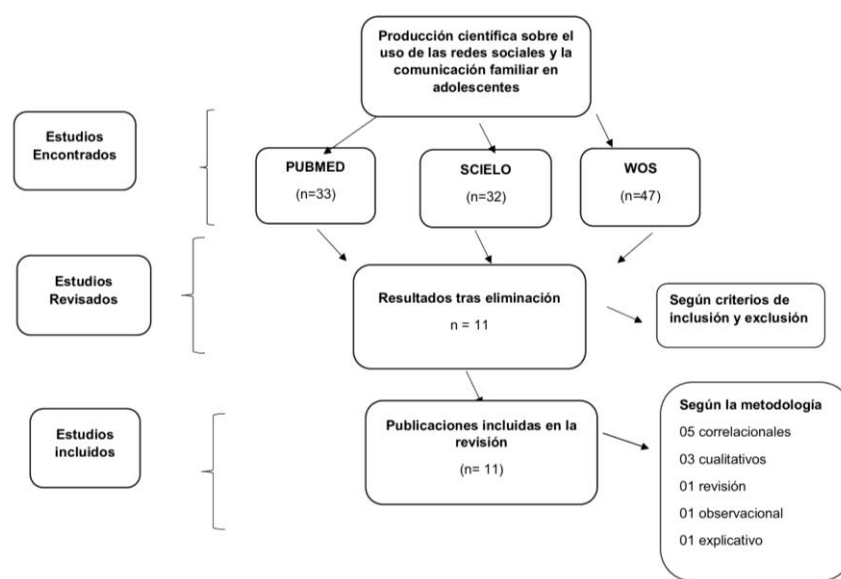 Producción científica sobre el
uso de las redes sociales y la
comunicación familiar en
adolescentes
Estudios
Encontrados
PUBMED
(n=33)
SCIELO
(n=32)
WOS
(n=47)
Estudios
Revisados
Resultados tras eliminación
n = 11
Según criterios de
inclusión y exclusión
Estudios
incluidos
Publicaciones incluidas en la
revisión
(n= 11)
Según la metodología
05 correlacionales
03 cualitativos
01 revisión
01 observacional
01 explicativo